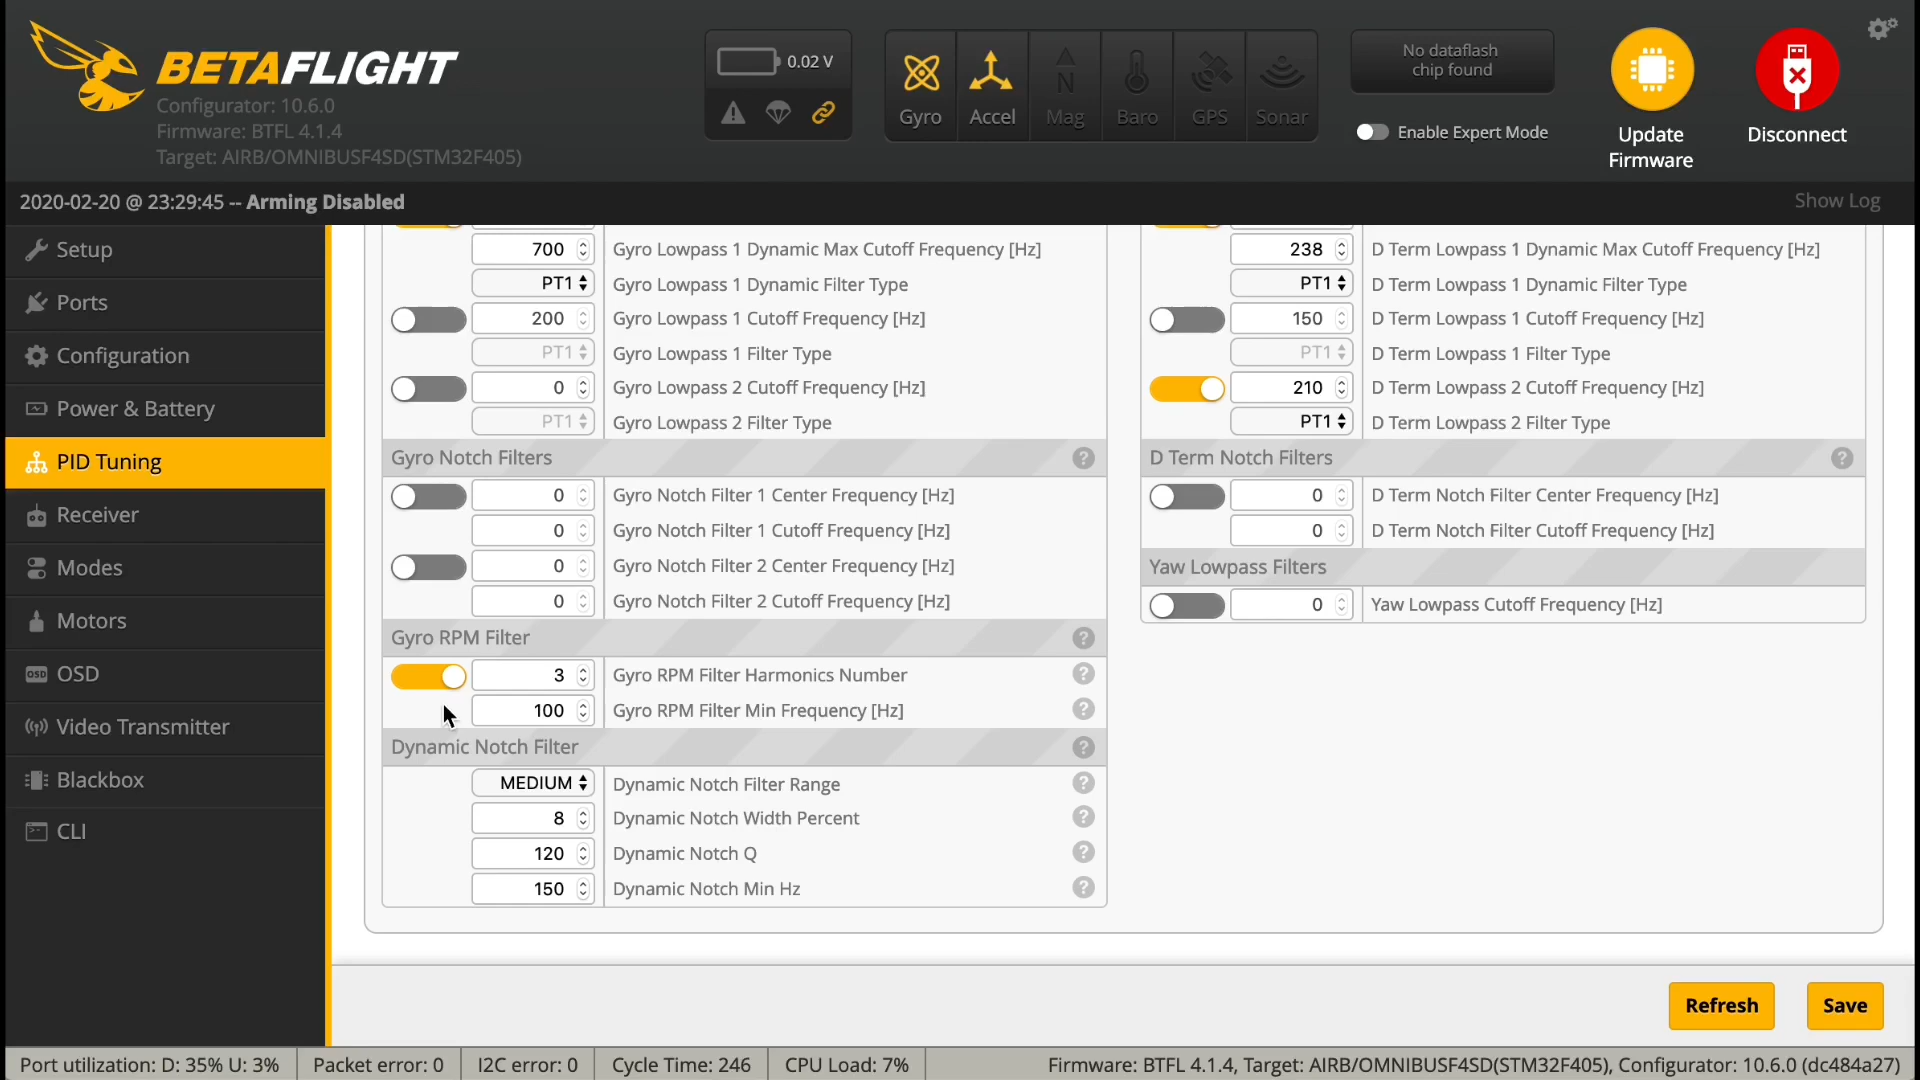 BETAFLIGHT
Configurator: 10.6.0
Firmware: BTFL 4.1.4
Target: AIRB/OMNIBUSF4SD(STM32F405)
0.02 V
Gyro
Accel
N
Mag
Baro
GPS
Sonar
No dataflash
chip found
Enable Expert Mode
Update
Firmware
Disconnect
2020-02-20 @ 23:29:45 -- Arming Disabled
Show Log
Setup
Ports
Configuration
Power & Battery
PID Tuning
Receiver
Modes
Motors
OSD OSD
Video Transmitter
Blackbox
CLI
700 Gyro Lowpass 1 Dynamic Max Cutoff Frequency [Hz]
PT1 Gyro Lowpass 1 Dynamic Filter Type
200 Gyro Lowpass 1 Cutoff Frequency [Hz]
PT1 Gyro Lowpass 1 Filter Type
0 Gyro Lowpass 2 Cutoff Frequency [Hz]
PT1 Gyro Lowpass 2 Filter Type
Gyro Notch Filters ?
0 Gyro Notch Filter 1 Center Frequency [Hz]
0 Gyro Notch Filter 1 Cutoff Frequency [Hz]
0 Gyro Notch Filter 2 Center Frequency [Hz]
0 Gyro Notch Filter 2 Cutoff Frequency [Hz]
Gyro RPM Filter ?
3 Gyro RPM Filter Harmonics Number ?
100 Gyro RPM Filter Min Frequency [Hz] ?
Dynamic Notch Filter ?
MEDIUM Dynamic Notch Filter Range ?
8 Dynamic Notch Width Percent ?
120 Dynamic Notch Q ?
150 Dynamic Notch Min Hz ?
238 D Term Lowpass 1 Dynamic Max Cutoff Frequency [Hz]
PT1 D Term Lowpass 1 Dynamic Filter Type
150 D Term Lowpass 1 Cutoff Frequency [Hz]
PT1 D Term Lowpass 1 Filter Type
210 D Term Lowpass 2 Cutoff Frequency [Hz]
PT1 D Term Lowpass 2 Filter Type
D Term Notch Filters ?
0 D Term Notch Filter Center Frequency [Hz]
0 D Term Notch Filter Cutoff Frequency [Hz]
Yaw Lowpass Filters
0 Yaw Lowpass Cutoff Frequency [Hz]
Refresh
Save
Port utilization: D: 35% U: 3%
Packet error: 0
I2C error: 0
Cycle Time: 246
CPU Load: 7%
Firmware: BTFL 4.1.4, Target: AIRB/OMNIBUSF4SD(STM32F405), Configurator: 10.6.0 (dc484a27)